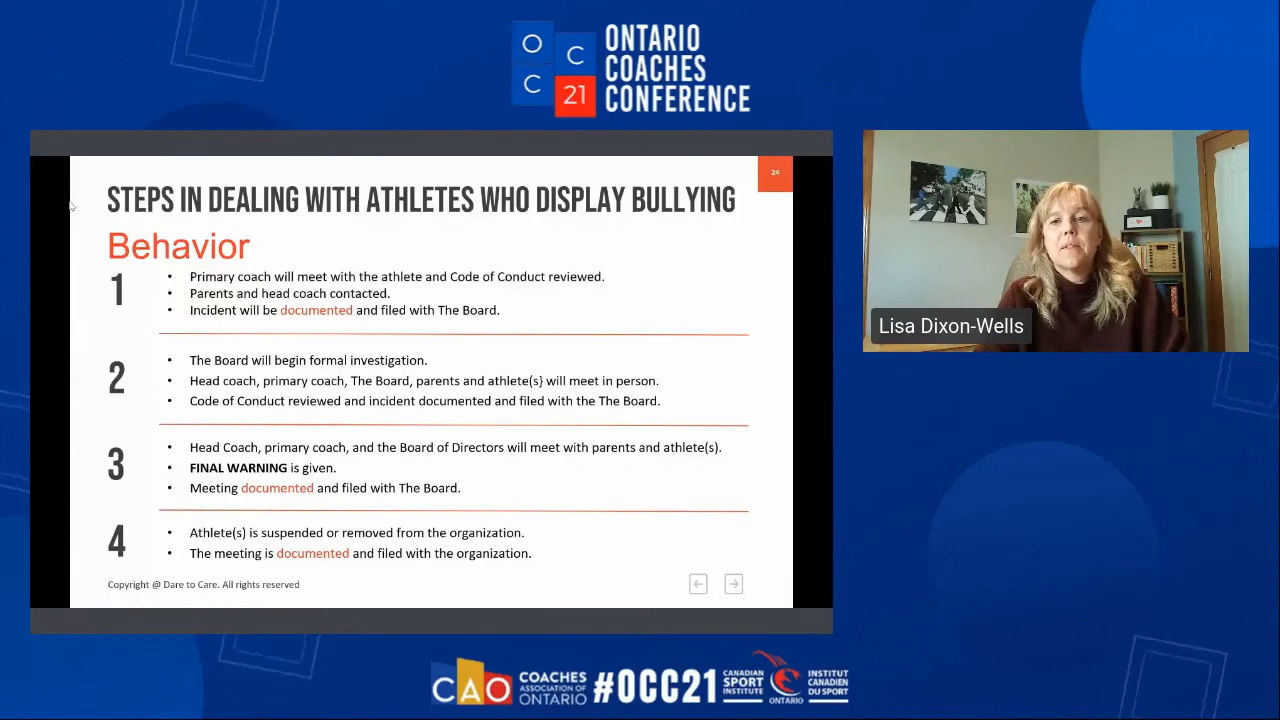 O
C
C
21
ONTARIO
COACHES
CONFERENCE
24
STEPS IN DEALING WITH ATHLETES WHO DISPLAY BULLYING
Behavior
1
• Primary coach will meet with the athlete and Code of Conduct reviewed.
• Parents and head coach contacted.
• Incident will be documented and filed with The Board.
2
• The Board will begin formal investigation.
• Head coach, primary coach, The Board, parents and athlete(s} will meet in person.
• Code of Conduct reviewed and incident documented and filed with the The Board.
3
• Head Coach, primary coach, and the Board of Directors will meet with parents and athlete(s).
• FINAL WARNING is given.
• Meeting documented and filed with The Board.
4
• Athlete(s) is suspended or removed from the organization.
• The meeting is documented and filed with the organization.
Copyright @ Dare to Care. All rights reserved
Lisa Dixon-Wells
CAO
COACHES
ASSOCIATION OF
ONTARIO
#OCC21
CANADIAN
SPORT
INSTITUTE
ONTARIO
INSTITUT
CANADIEN
DU SPORT